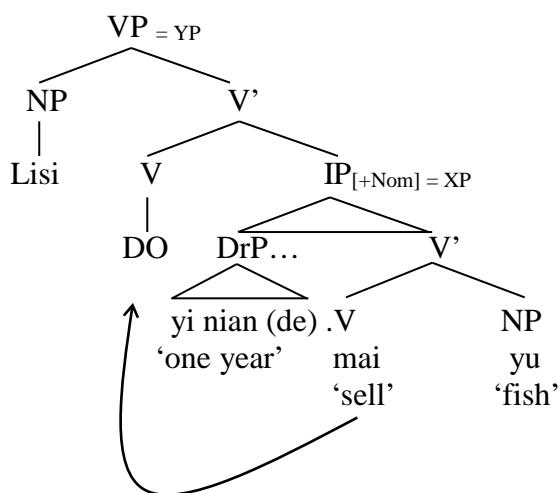 VP = YP
NP V’
Lisi V IP[+Nom] = XP
DO DrP… V’
yi nian (de) .V NP
‘one year’ mai yu
‘sell’ ‘fish’